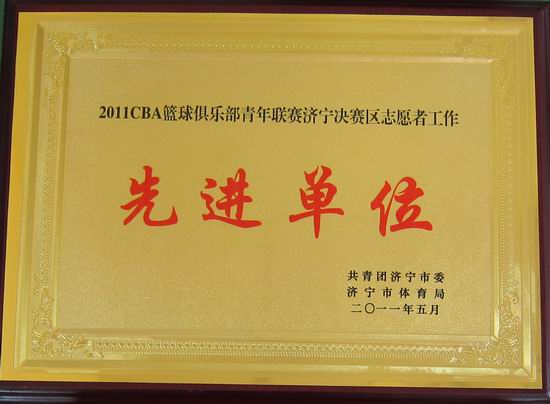 2011CBA篮球俱乐部青年联赛济宁决赛区志愿者工作
先进单位
共青团济宁市委
济宁市体育局
二〇一一年五月